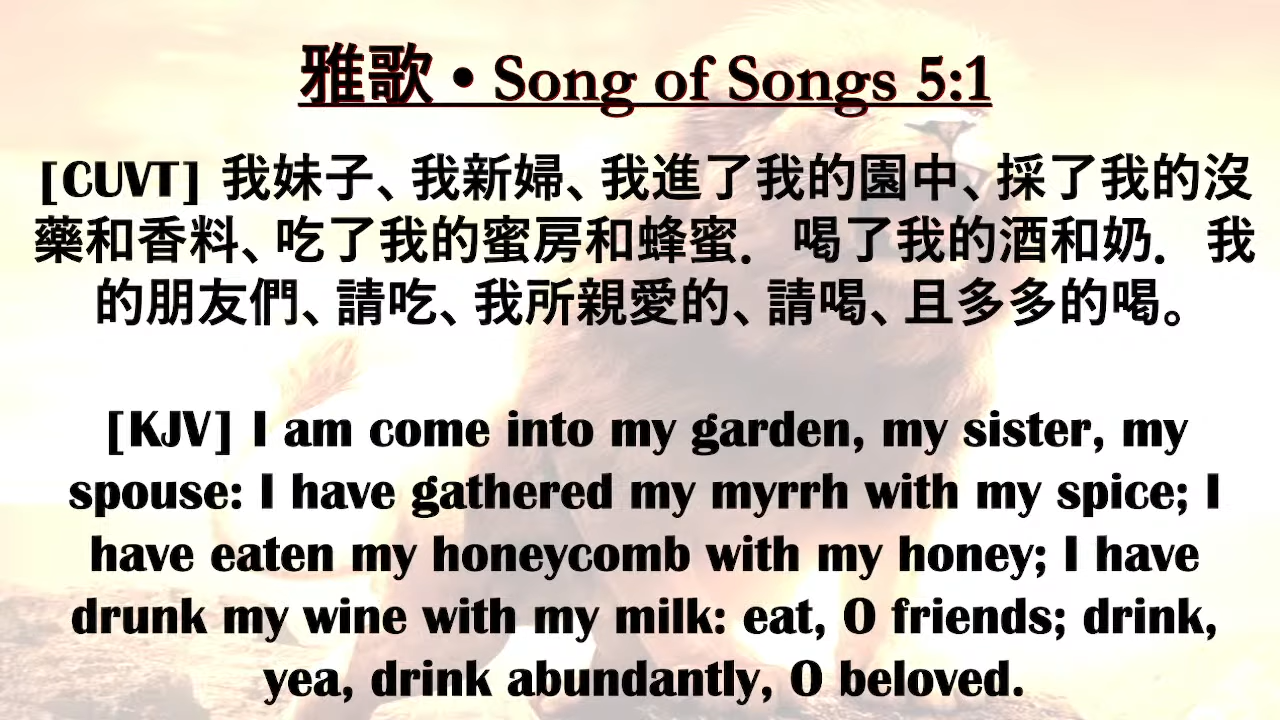 雅歌 • Song of Songs 5:1
[CUVT] 我妹子、我新婦、我進了我的園中、採了我的沒
藥和香料、吃了我的蜜房和蜂蜜．喝了我的酒和奶．我
的朋友們、請吃、我所親愛的、請喝、且多多的喝。
[KJV] I am come into my garden, my sister, my
spouse: I have gathered my myrrh with my spice; I
have eaten my honeycomb with my honey; I have
drunk my wine with my milk: eat, O friends; drink,
yea, drink abundantly, O beloved.